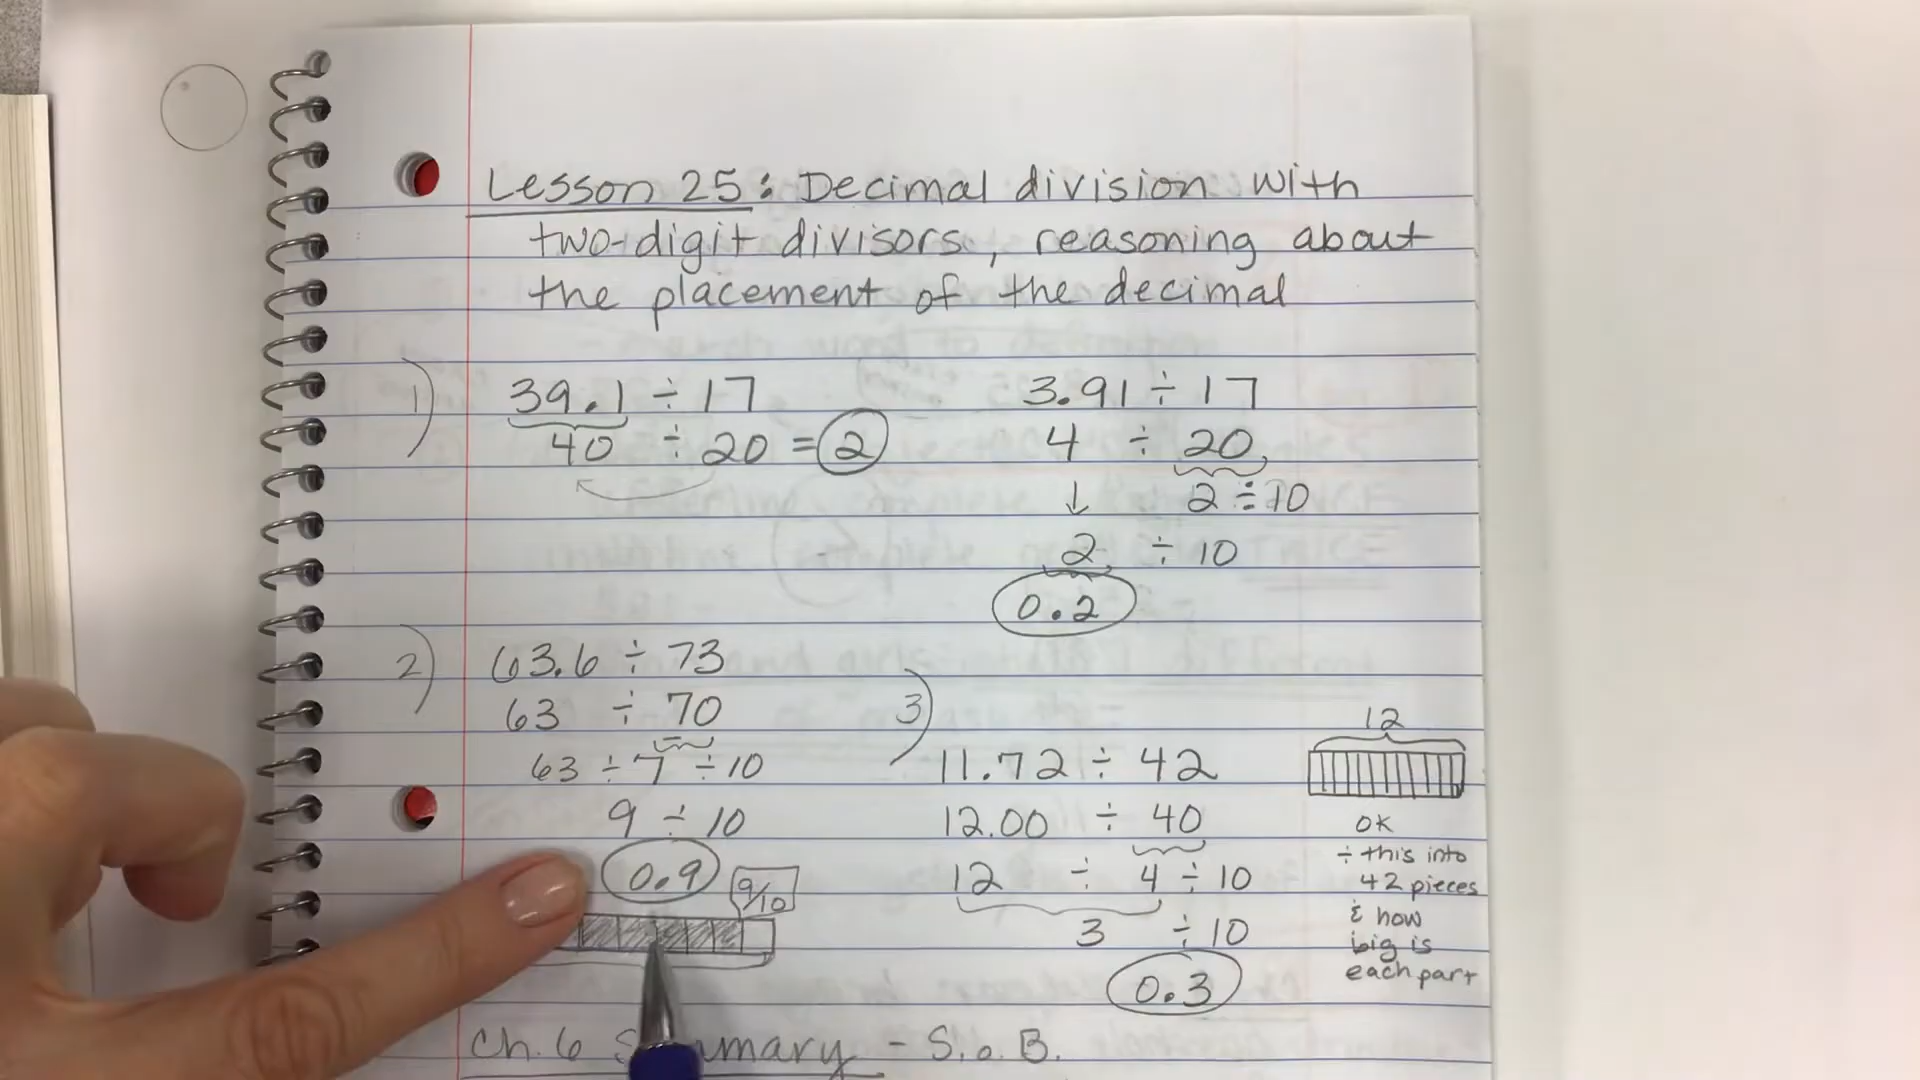 Lesson 25: Decimal division with
two-digit divisors, reasoning about
the placement of the decimal
1) 39.1 ÷ 17
40 ÷ 20 = 2
3.91 ÷ 17
4 ÷ 20
2 ÷ 10
↓
2 ÷ 10
0.2
2) 63.6 ÷ 73
63 ÷ 70
63 ÷ 7 ÷ 10
9 ÷ 10
0.9
9/10
3)
11.72 ÷ 42
12.00 ÷ 40
12 ÷ 4 ÷ 10
3 ÷ 10
0.3
12
OK
÷ this into
42 pieces
& how
big is
each part
Ch. 6 Summary - S.o.B.